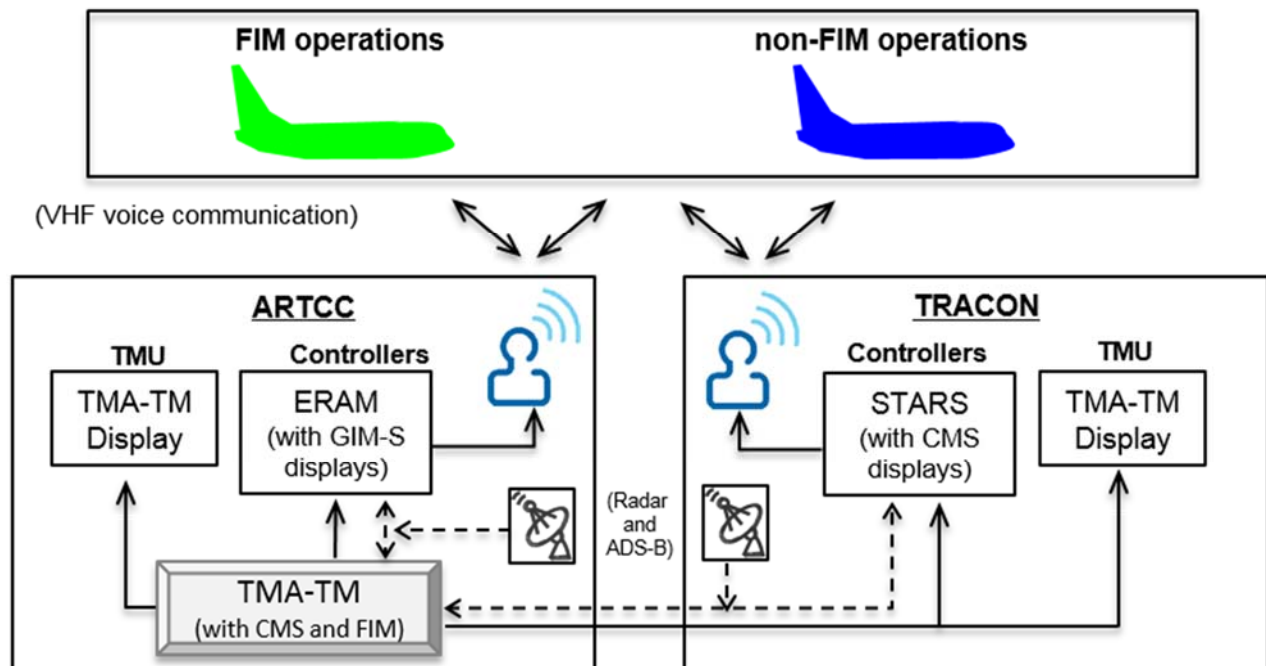 FIM operations
non-FIM operations
(VHF voice communication)
ARTCC
TMU
Controllers
TMA-TM
Display
ERAM
(with GIM-S
displays)
TMA-TM
(with CMS and FIM)
(Radar
and
ADS-B)
TRACON
Controllers
TMU
STARS
(with CMS
displays)
TMA-TM
Display